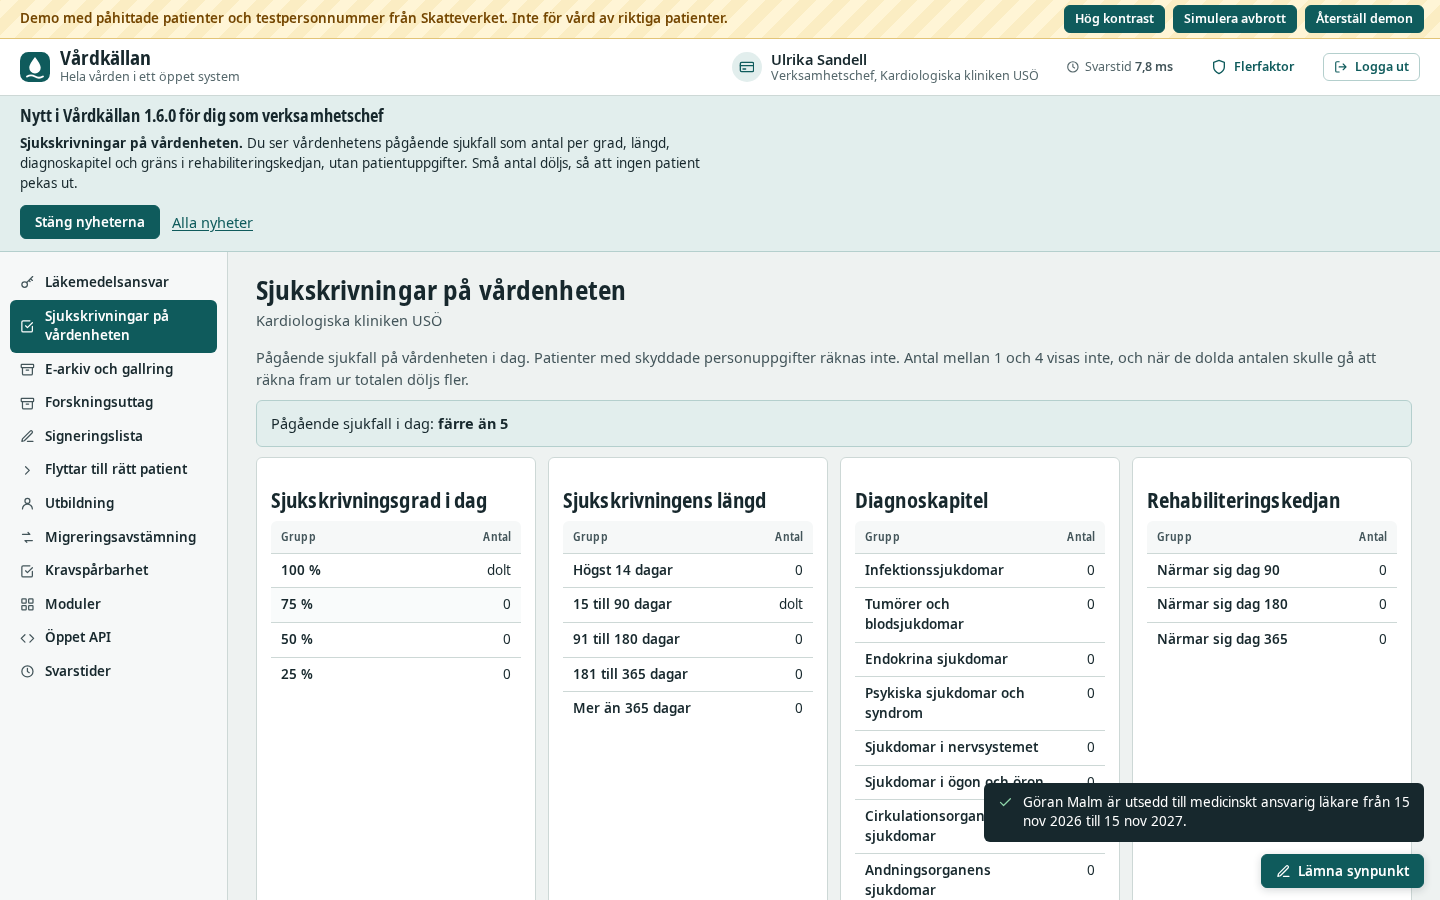 Demo med påhittade patienter och testpersonnummer från Skatteverket. Inte för vård av riktiga patienter.
Hög kontrast
Simulera avbrott
Återställ demon
Vårdkällan
Hela vården i ett öppet system
Ulrika Sandell
Verksamhetschef, Kardiologiska kliniken USÖ
Svarstid 7,8 ms
Flerfaktor
Logga ut
Nytt i Vårdkällan 1.6.0 för dig som verksamhetschef
Sjukskrivningar på vårdenheten. Du ser vårdenhetens pågående sjukfall som antal per grad, längd,
diagnoskapitel och gräns i rehabiliteringskedjan, utan patientuppgifter. Små antal döljs, så att ingen patient
pekas ut.
Stäng nyheterna
Alla nyheter
Läkemedelsansvar
Sjukskrivningar på
vårdenheten
E-arkiv och gallring
Forskningsuttag
Signeringslista
Flyttar till rätt patient
Utbildning
Migreringsavstämning
Kravspårbarhet
Moduler
Öppet API
Svarstider
Sjukskrivningar på vårdenheten
Kardiologiska kliniken USÖ
Pågående sjukfall på vårdenheten i dag. Patienter med skyddade personuppgifter räknas inte. Antal mellan 1 och 4 visas inte, och när de dolda antalen skulle gå att
räkna fram ur totalen döljs fler.
Pågående sjukfall i dag: färre än 5
Sjukskrivningsgrad i dag
Grupp Antal
100 % dolt
75 % 0
50 % 0
25 % 0
Sjukskrivningens längd
Grupp Antal
Högst 14 dagar 0
15 till 90 dagar dolt
91 till 180 dagar 0
181 till 365 dagar 0
Mer än 365 dagar 0
Diagnoskapitel
Grupp Antal
Infektionssjukdomar 0
Tumörer och 0
blodsjukdomar
Endokrina sjukdomar 0
Psykiska sjukdomar och 0
syndrom
Sjukdomar i nervsystemet 0
Sjukdomar i ögon och öron 0
Cirkulationsorgan
sjukdomar
Andningsorganens 0
sjukdomar
Rehabiliteringskedjan
Grupp Antal
Närmar sig dag 90 0
Närmar sig dag 180 0
Närmar sig dag 365 0
Göran Malm är utsedd till medicinskt ansvarig läkare från 15
nov 2026 till 15 nov 2027.
Lämna synpunkt